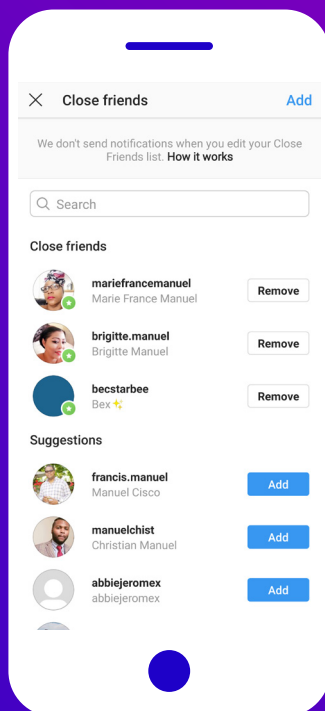 Close friends
Add
We don't send notifications when you edit your Close
Friends list. How it works
Search
Close friends
mariefrancemanuel
Marie France Manuel
Remove
brigitte.manuel
Brigitte Manuel
Remove
becstarbee
Bex✨
Remove
Suggestions
francis.manuel
Manuel Cisco
Add
manuelchist
Christian Manuel
Add
abbiejeromex
abbiejeromex
Add